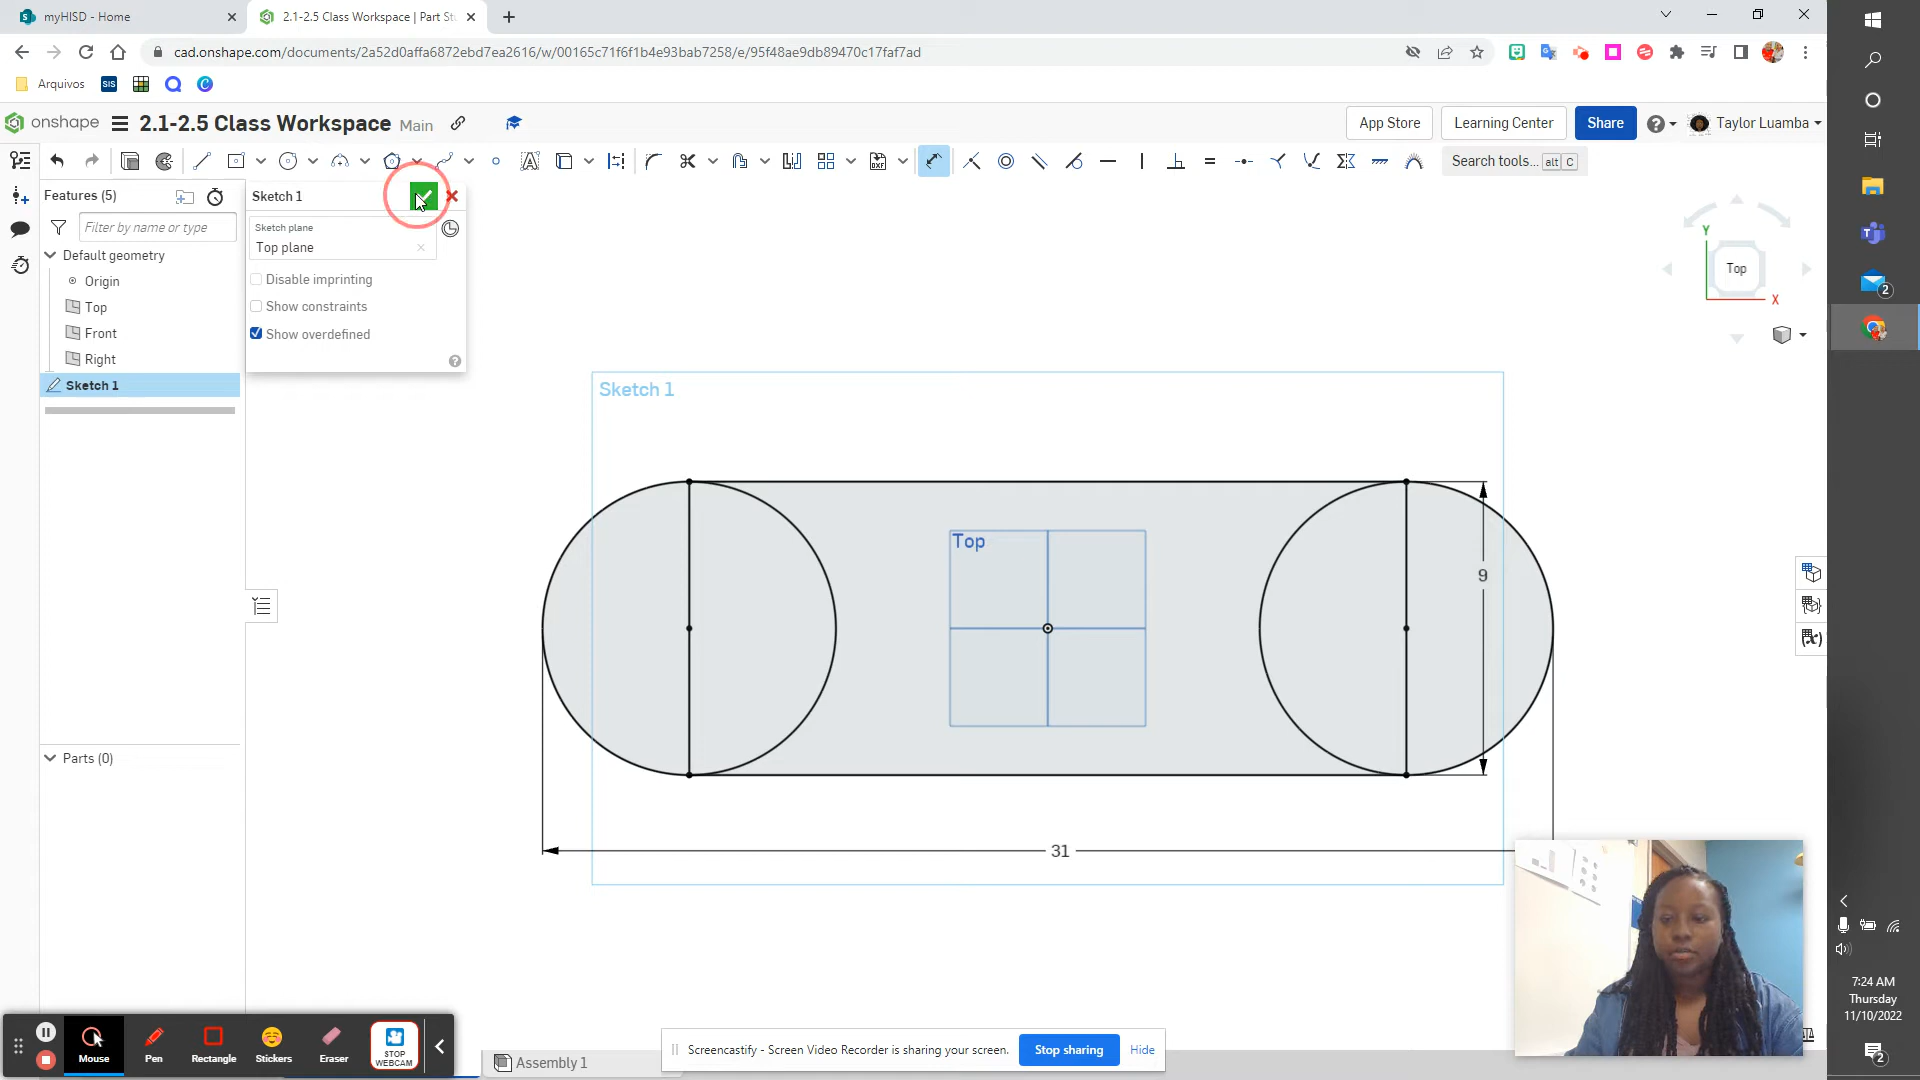 myHISD - Home
2.1-2.5 Class Workspace | Part St
cad.onshape.com/documents/2a52d0affa6872ebd7ea2616/w/00165c71f6f1b4e93bab7258/e/95f48ae9db89470c17faf7ad
Arquivos
SIS
onshape
2.1-2.5 Class Workspace Main
App Store
Learning Center
Share
Taylor Luamba
Search tools... alt C
Features (5)
Filter by name or type
Default geometry
Origin
Top
Front
Right
Sketch 1
Parts (0)
Sketch 1
Sketch plane
Top plane
Disable imprinting
Show constraints
Show overdefined
Y
Top
X
Sketch 1
Top
9
31
Mouse
Pen
Rectangle
Stickers
Eraser
STOP
WEBCAM
Assembly 1
Screencastify - Screen Video Recorder is sharing your screen.
Stop sharing
Hide
2
7:24 AM
Thursday
11/10/2022
2